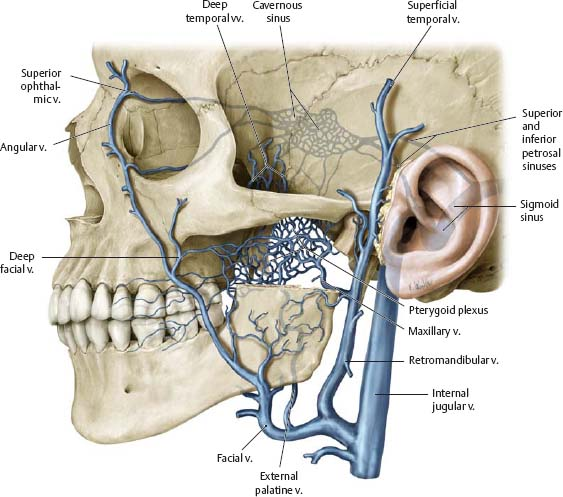 Deep
temporal vv.
Cavernous
sinus
Superficial
temporal v.
Superior
ophthal-
mic v.
Angular v.
Superior
and
inferior
petrosal
sinuses
Sigmoid
sinus
Deep
facial v.
Pterygoid plexus
Maxillary v.
Retromandibular v.
Internal
jugular v.
Facial v.
External
palatine v.